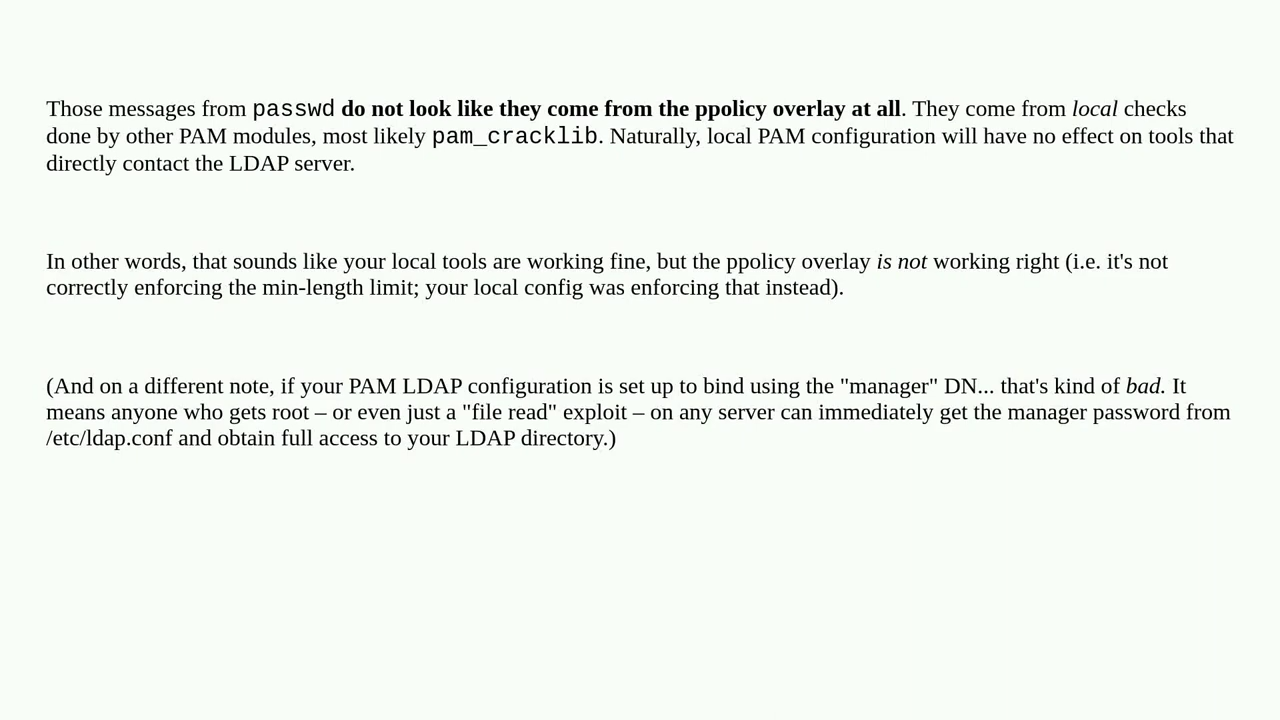 Those messages from passwd do not look like they come from the ppolicy overlay at all. They come from local checks
done by other PAM modules, most likely pam_cracklib. Naturally, local PAM configuration will have no effect on tools that
directly contact the LDAP server.
In other words, that sounds like your local tools are working fine, but the ppolicy overlay is not working right (i.e. it's not
correctly enforcing the min-length limit; your local config was enforcing that instead).
(And on a different note, if your PAM LDAP configuration is set up to bind using the "manager" DN... that's kind of bad. It
means anyone who gets root – or even just a "file read" exploit – on any server can immediately get the manager password from
/etc/ldap.conf and obtain full access to your LDAP directory.)